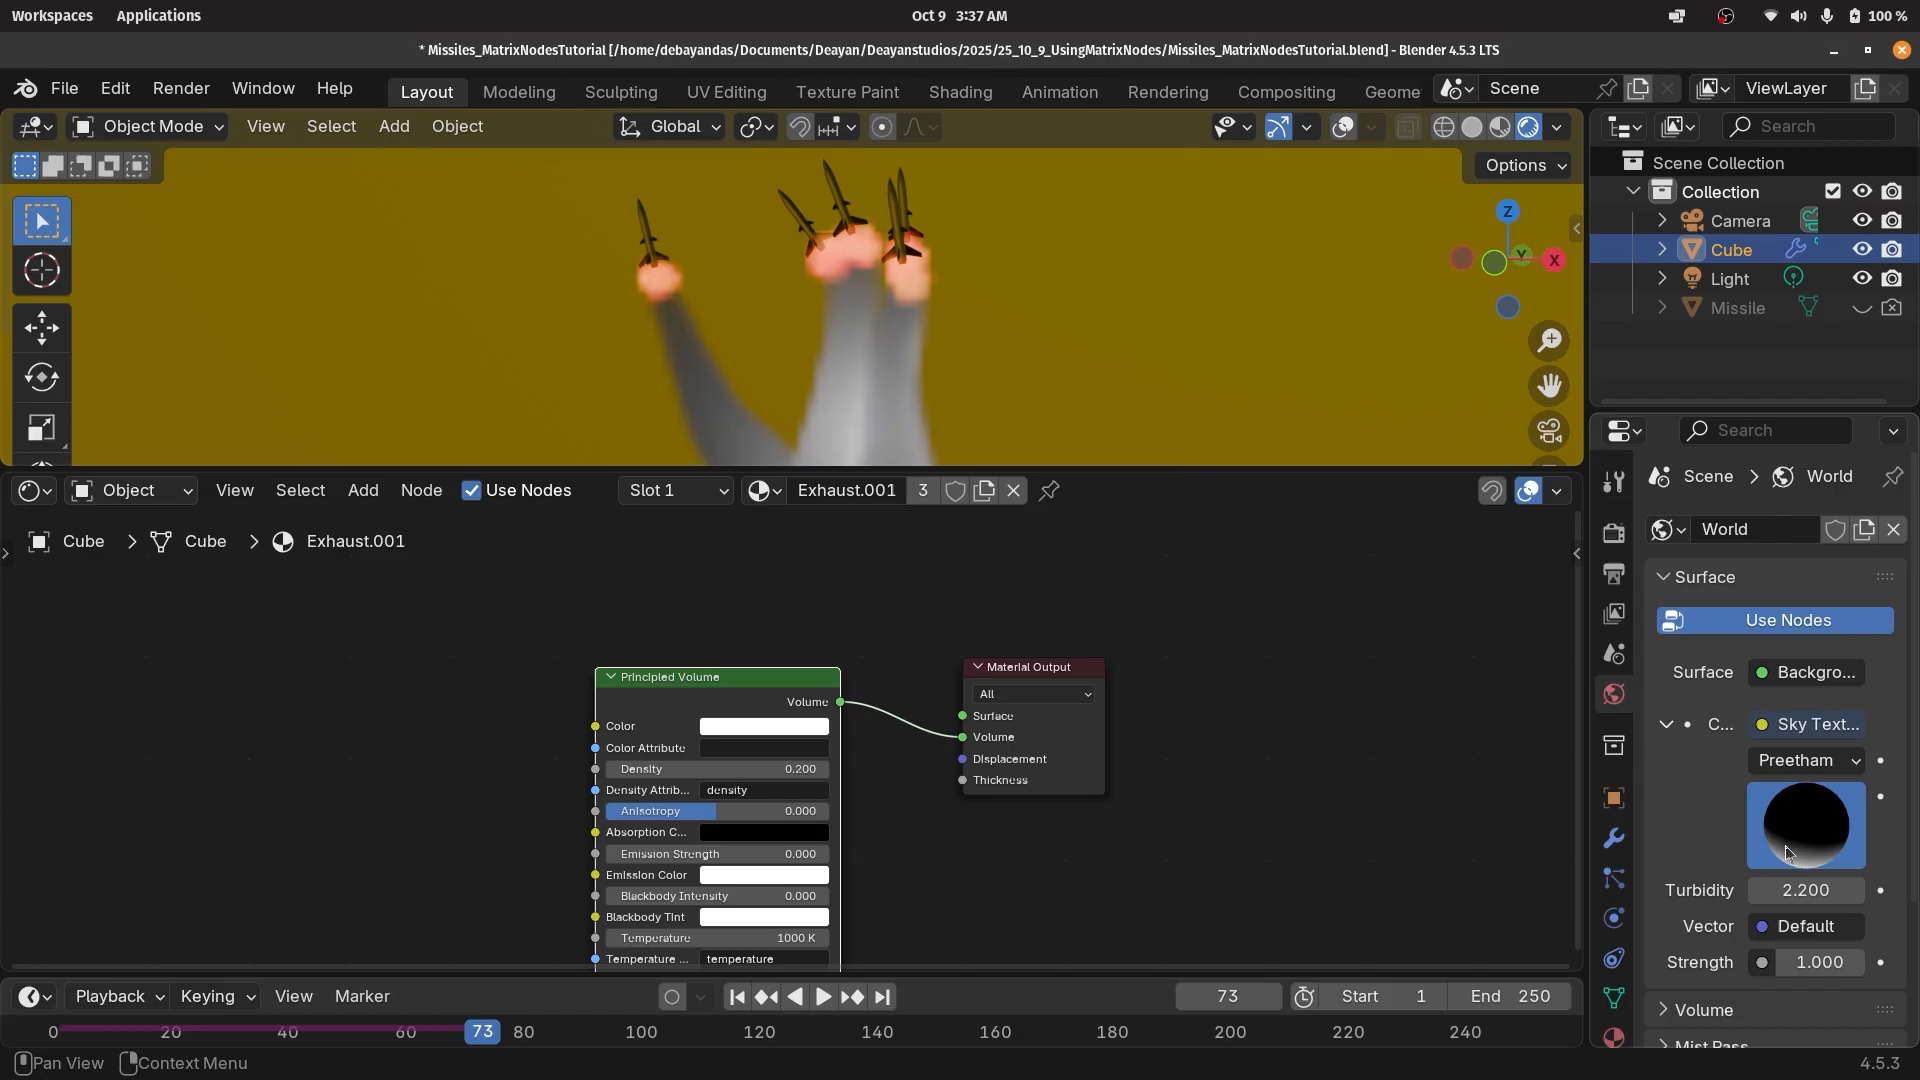 Workspaces Applications Oct 9 3:37 AM 100 %
* Missiles_MatrixNodesTutorial [/home/debayandas/Documents/Deayan/Deayanstudios/2025/25_10_9_UsingMatrixNodes/Missiles_MatrixNodesTutorial.blend] - Blender 4.5.3 LTS
File Edit Render Window Help Layout Modeling Sculpting UV Editing Texture Paint Shading Animation Rendering Compositing Geome Scene ViewLayer
Object Mode View Select Add Object Global Search
Options
Scene Collection
Collection
Camera
Cube
Light
Missile
Z
Y
X
Search
Scene World
World
Object View Select Add Node Use Nodes Slot 1 Exhaust.001 3
Cube Cube Exhaust.001
Surface
Use Nodes
Surface Backgro...
C... Sky Text...
Preetham
Turbidity 2.200
Vector Default
Strength 1.000
Volume
Mist Pass
Principled Volume
Volume
Color
Color Attribute
Density 0.200
Density Attrib... density
Anisotropy 0.000
Absorption C...
Emission Strength 0.000
Emission Color
Blackbody Intensity 0.000
Blackbody Tint
Temperature 1000 K
Temperature ... temperature
Material Output
All
Surface
Volume
Displacement
Thickness
Playback Keying View Marker 73 Start 1 End 250
0 20 40 60 73 80 100 120 140 160 180 200 220 240
Pan View Context Menu 4.5.3